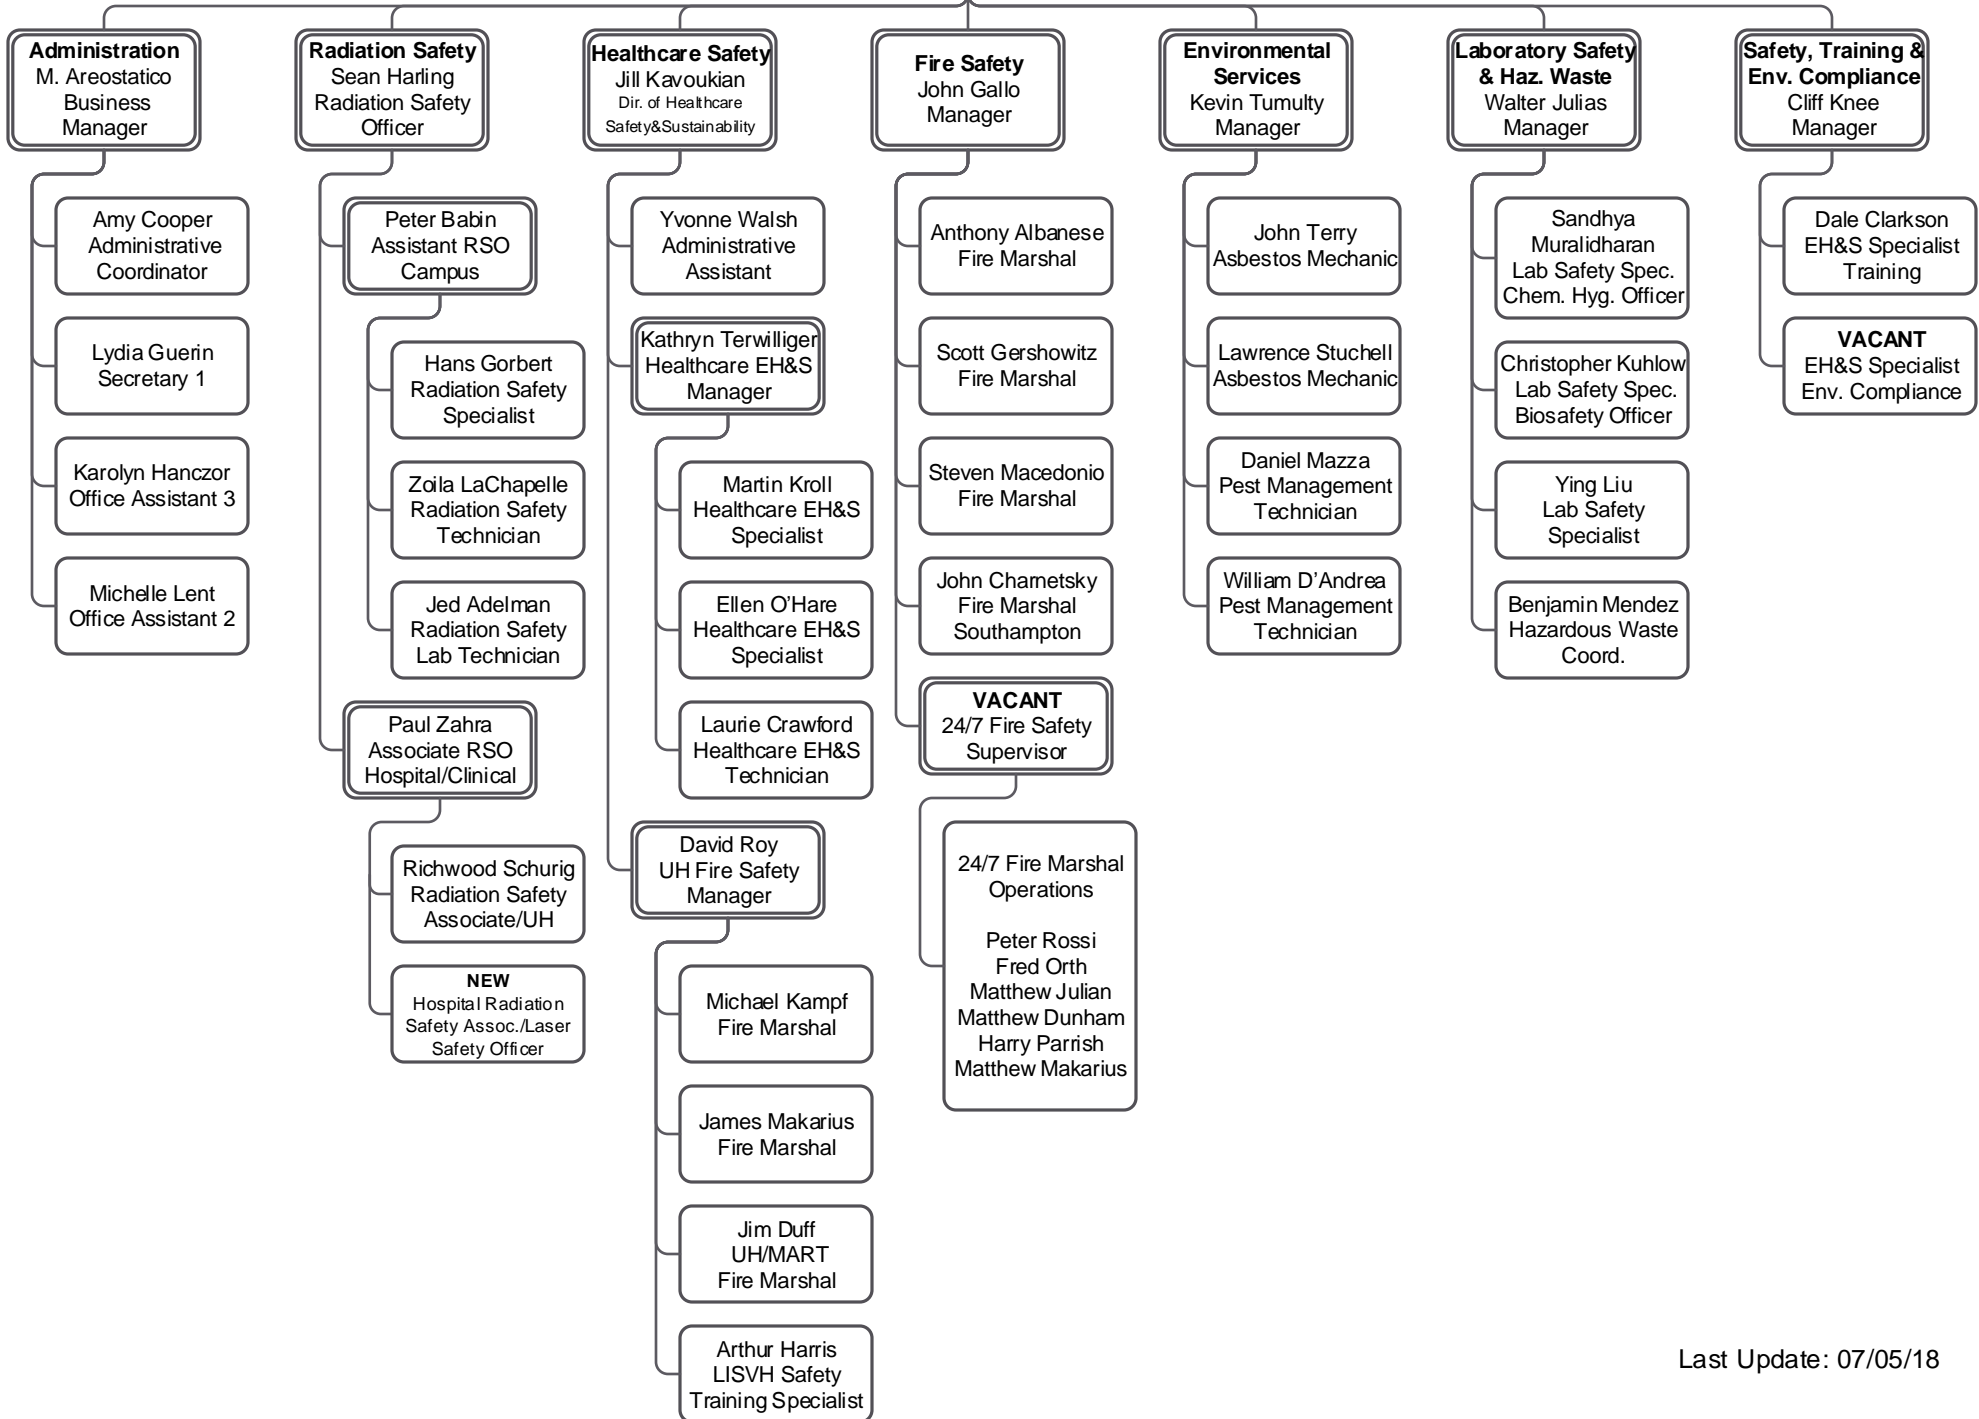 Administration
M. Areostatico
Business
Manager
Amy Cooper
Administrative
Coordinator
Lydia Guerin
Secretary 1
Karolyn Hanczor
Office Assistant 3
Michelle Lent
Office Assistant 2
Radiation Safety
Sean Harling
Radiation Safety
Officer
Peter Babin
Assistant RSO
Campus
Hans Gorbert
Radiation Safety
Specialist
Zoila LaChapelle
Radiation Safety
Technician
Jed Adelman
Radiation Safety
Lab Technician
Paul Zahra
Associate RSO
Hospital/Clinical
Richwood Schurig
Radiation Safety
Associate/UH
NEW
Hospital Radiation
Safety Assoc./Laser
Safety Officer
Healthcare Safety
Jill Kavoukian
Dir. of Healthcare
Safety&Sustainability
Yvonne Walsh
Administrative
Assistant
Kathryn Terwilliger
Healthcare EH&S
Manager
Martin Kroll
Healthcare EH&S
Specialist
Ellen O’Hare
Healthcare EH&S
Specialist
Laurie Crawford
Healthcare EH&S
Technician
David Roy
UH Fire Safety
Manager
Michael Kampf
Fire Marshal
James Makarius
Fire Marshal
Jim Duff
UH/MART
Fire Marshal
Arthur Harris
LISVH Safety
Training Specialist
Fire Safety
John Gallo
Manager
Anthony Albanese
Fire Marshal
Scott Gershowitz
Fire Marshal
Steven Macedonio
Fire Marshal
John Charnetsky
Fire Marshal
Southampton
VACANT
24/7 Fire Safety
Supervisor
24/7 Fire Marshal
Operations
Peter Rossi
Fred Orth
Matthew Julian
Matthew Dunham
Harry Parrish
Matthew Makarius
Environmental
Services
Kevin Tumulty
Manager
John Terry
Asbestos Mechanic
Lawrence Stuchell
Asbestos Mechanic
Daniel Mazza
Pest Management
Technician
William D’Andrea
Pest Management
Technician
Laboratory Safety
& Haz. Waste
Walter Julias
Manager
Sandhya
Muralidharan
Lab Safety Spec.
Chem. Hyg. Officer
Christopher Kuhlow
Lab Safety Spec.
Biosafety Officer
Ying Liu
Lab Safety
Specialist
Benjamin Mendez
Hazardous Waste
Coord.
Safety, Training &
Env. Compliance
Cliff Knee
Manager
Dale Clarkson
EH&S Specialist
Training
VACANT
EH&S Specialist
Env. Compliance
Last Update: 07/05/18